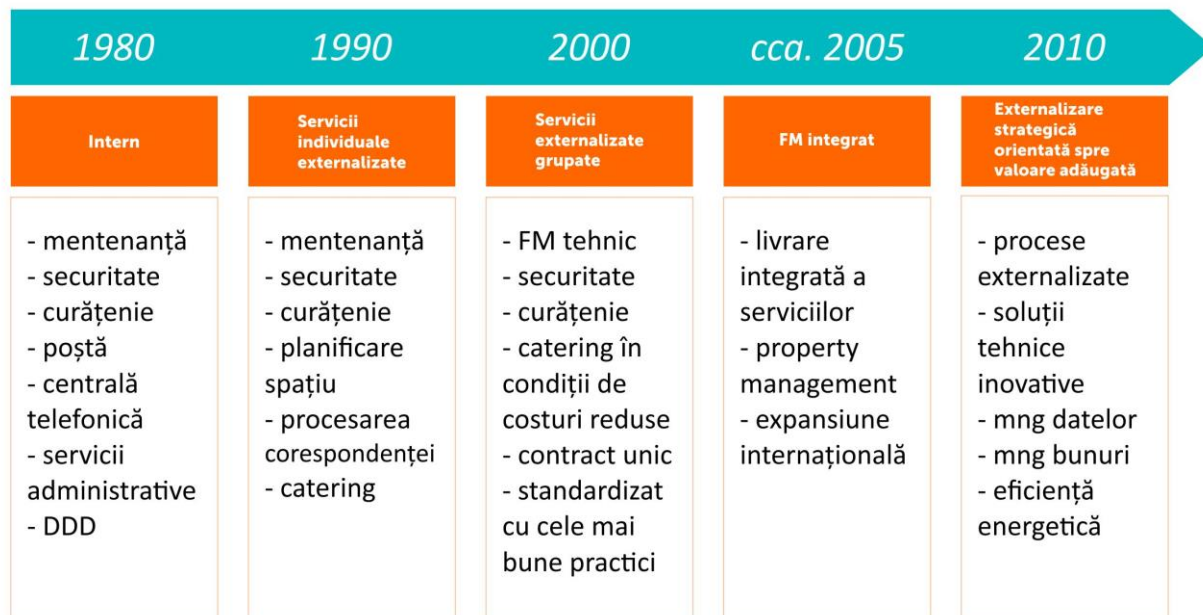 1980
1990
2000
cca. 2005
2010
Intern
Servicii
individuale
externalizate
Servicii
externalizate
grupate
FM integrat
Externalizare
strategică
orientată spre
valoare adăugată
- mentenanță
- securitate
- curățenie
- poștă
- centrală
telefonică
- servicii
administrative
- DDD
- mentenanță
- securitate
- curățenie
- planificare
spațiu
- procesarea
corespondenței
- catering
- FM tehnic
- securitate
- curățenie
- catering în
condiții de
costuri reduse
- contract unic
- standardizat
cu cele mai
bune practici
- livrare
integrată a
serviciilor
- property
management
- expansiune
internațională
- procese
externalizate
- soluții
tehnice
inovative
- mng datelor
- mng bunuri
- eficiență
energetică